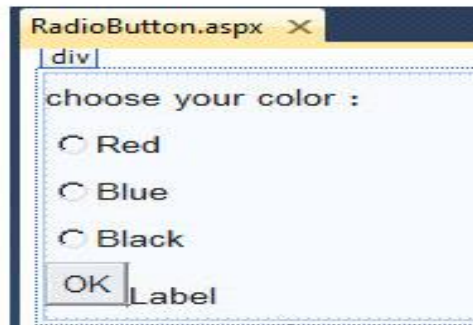 RadioButton.aspx
div
choose your color :
Red
Blue
Black
OK Label